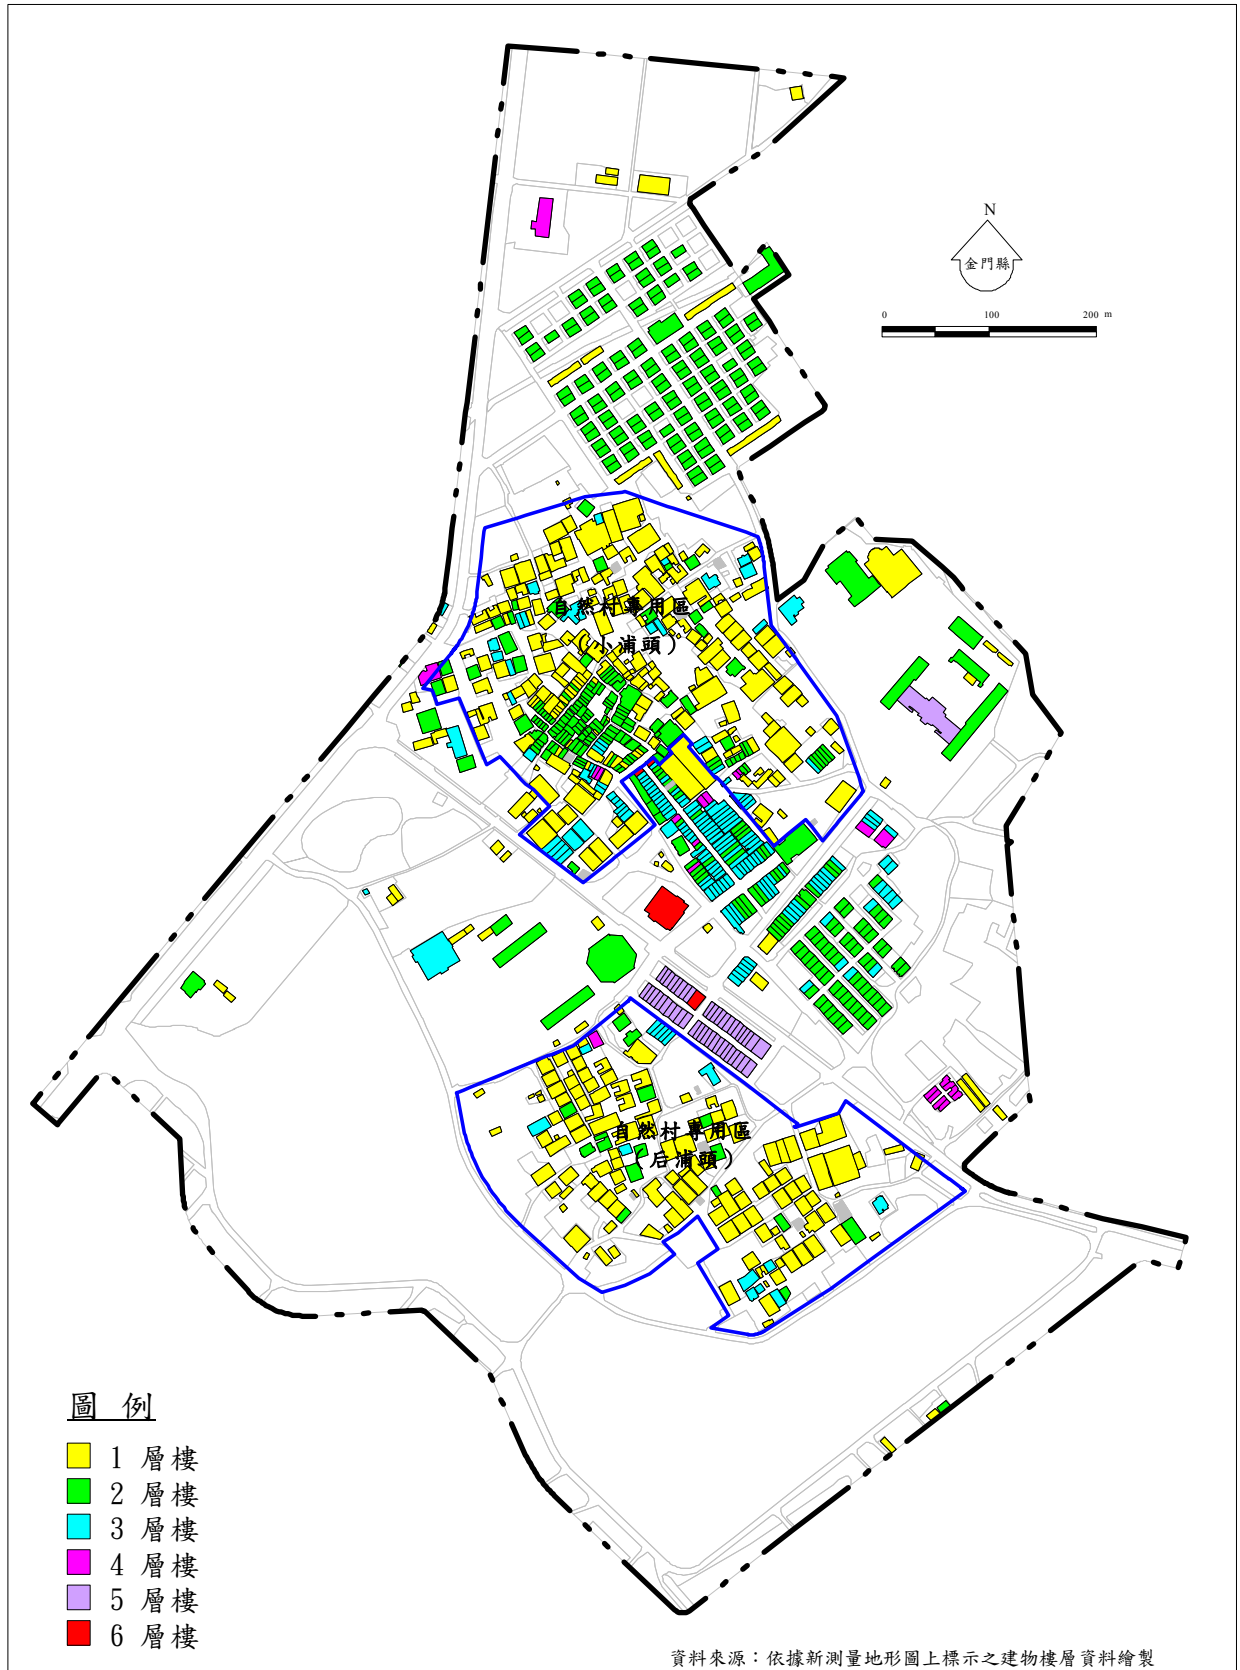 N
金門縣
0 100 200 m
自然村專用區
（小浦頭）
自然村專用區
（后浦頭）
圖 例
1 層樓
2 層樓
3 層樓
4 層樓
5 層樓
6 層樓
資料來源：依據新測量地形圖上標示之建物樓層資料繪製